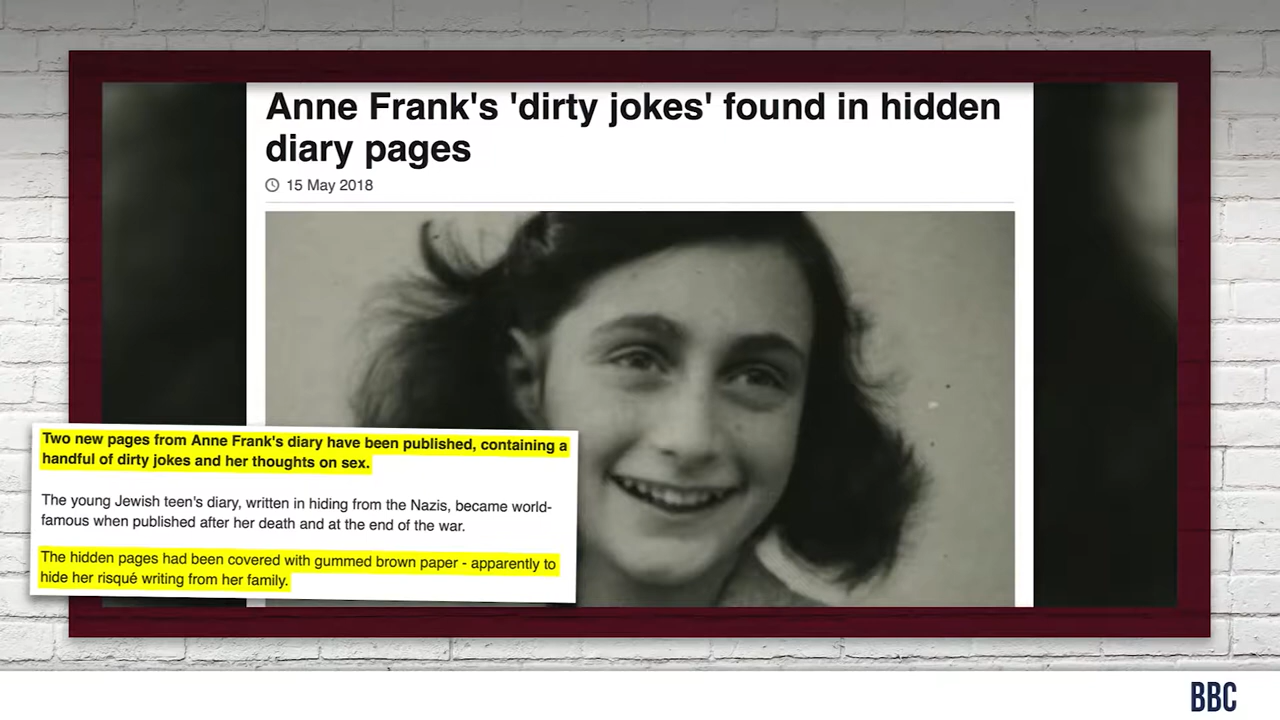 Anne Frank's 'dirty jokes' found in hidden
diary pages
15 May 2018
Two new pages from Anne Frank's diary have been published, containing a
handful of dirty jokes and her thoughts on sex.
The young Jewish teen's diary, written in hiding from the Nazis, became world-
famous when published after her death and at the end of the war.
The hidden pages had been covered with gummed brown paper - apparently to
hide her risqué writing from her family.
BBC